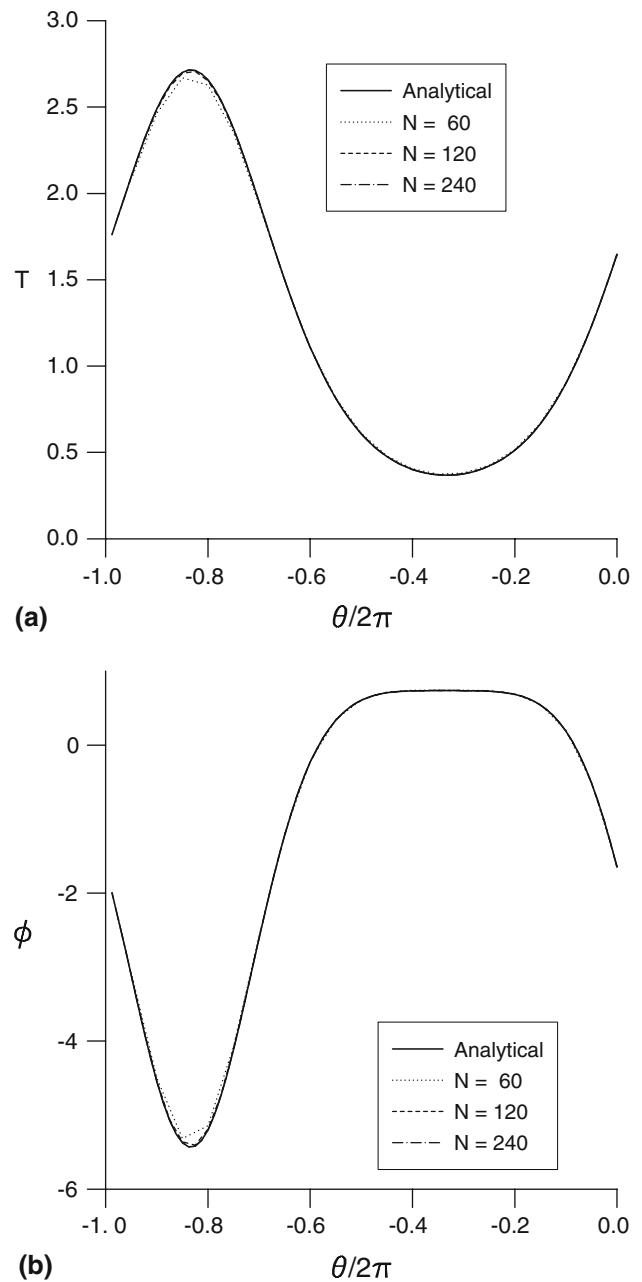 3.0
Analytical
N = 60
N = 120
N = 240
2.5
2.0
T
1.5
1.0
0.5
0.0
-1.0 -0.8 -0.6 -0.4 -0.2 0.0
(a)
θ/2π
0
-2
ϕ
-4
Analytical
N = 60
N = 120
N = 240
-6
-1. 0 -0.8 -0.6 -0.4 -0.2 0.0
(b)
θ/2π